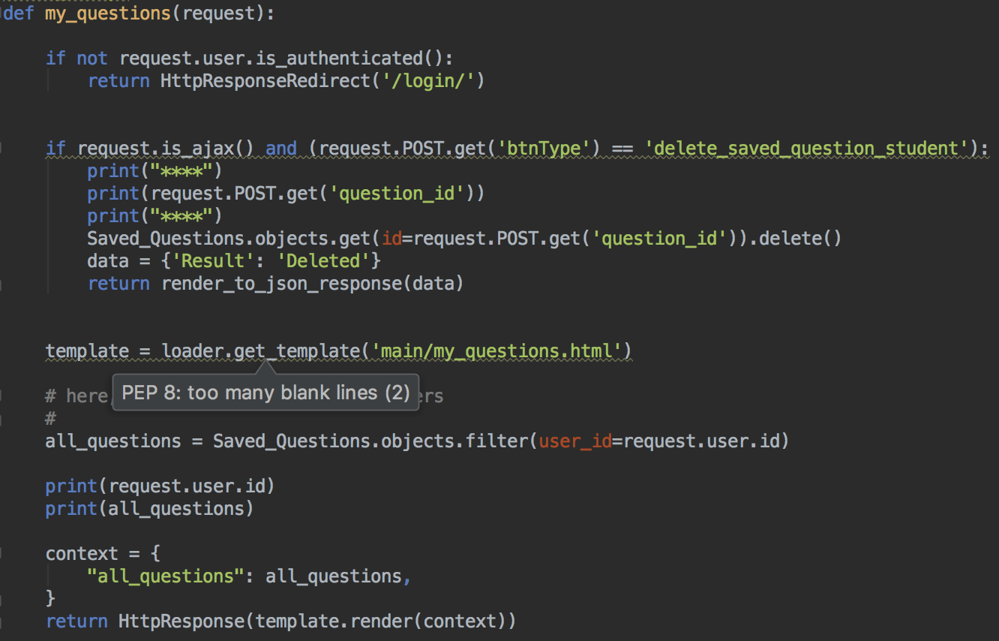 def my_questions(request):
if not request.user.is_authenticated():
return HttpResponseRedirect('/login/')
if request.is_ajax() and (request.POST.get('btnType') == 'delete_saved_question_student'):
print("****")
print(request.POST.get('question_id'))
print("****")
Saved_Questions.objects.get(id=request.POST.get('question_id')).delete()
data = {'Result': 'Deleted'}
return render_to_json_response(data)
template = loader.get_template('main/my_questions.html')
PEP 8: too many blank lines (2)
# here
#
all_questions = Saved_Questions.objects.filter(user_id=request.user.id)
print(request.user.id)
print(all_questions)
context = {
"all_questions": all_questions,
}
return HttpResponse(template.render(context))